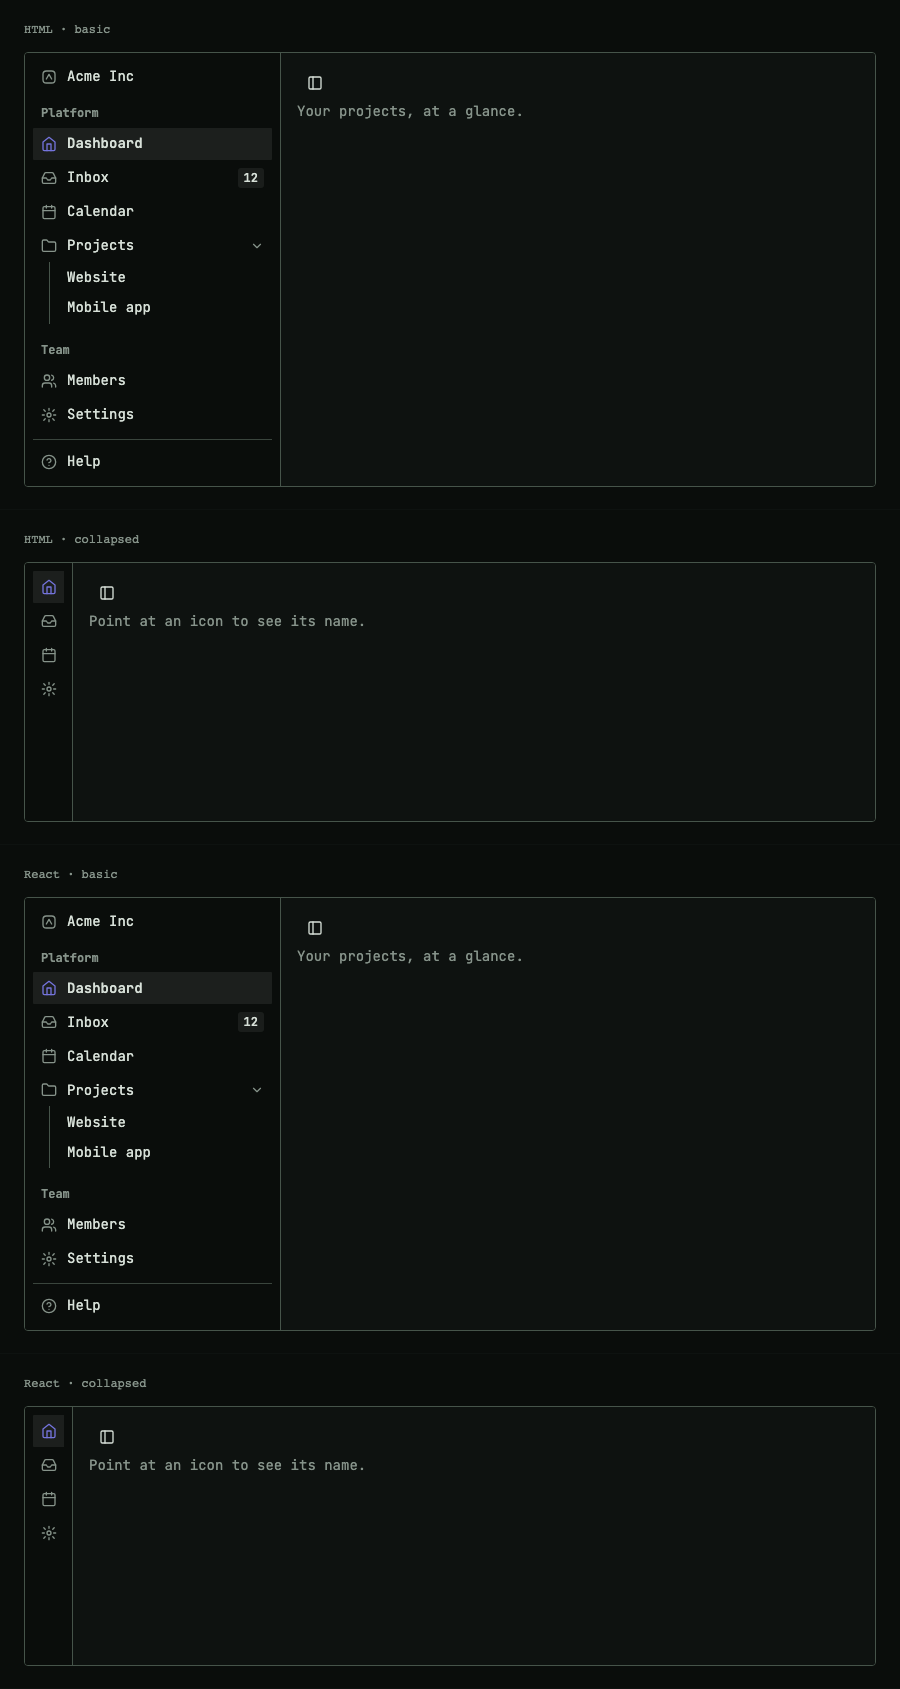 HTML · basic
Acme Inc
Platform
Dashboard
Inbox 12
Calendar
Projects
Website
Mobile app
Team
Members
Settings
Help
Your projects, at a glance.
HTML · collapsed
Point at an icon to see its name.
React · basic
Acme Inc
Platform
Dashboard
Inbox 12
Calendar
Projects
Website
Mobile app
Team
Members
Settings
Help
Your projects, at a glance.
React · collapsed
Point at an icon to see its name.